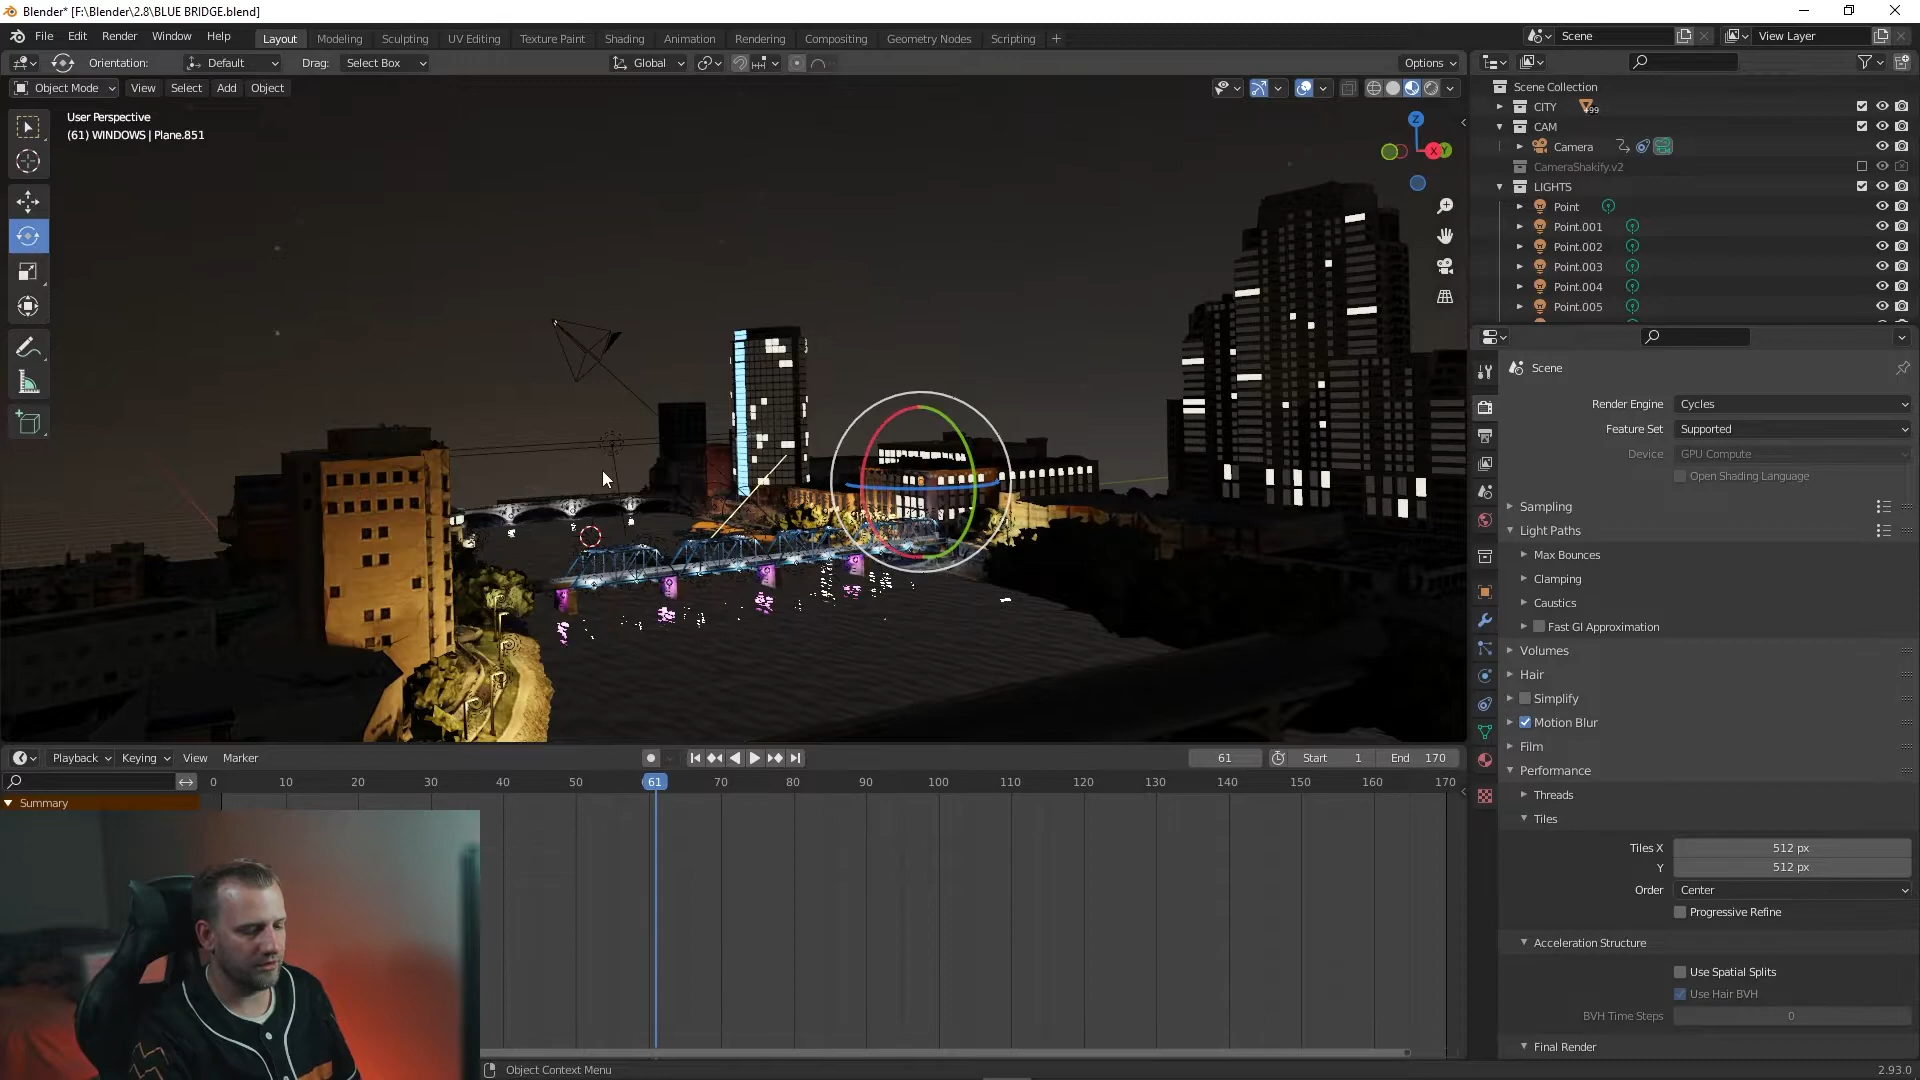 Blender* [F:\Blender\2.8\BLUE BRIDGE.blend]
File Edit Render Window Help
Layout Modeling Sculpting UV Editing Texture Paint Shading Animation Rendering Compositing Geometry Nodes Scripting +
Scene
View Layer
Orientation: Default Drag: Select Box
Global
Options
Object Mode View Select Add Object
User Perspective
(61) WINDOWS | Plane.851
Z
X
Y
Scene Collection
CITY
99
CAM
Camera
CameraShakify.v2
LIGHTS
Point
Point.001
Point.002
Point.003
Point.004
Point.005
Scene
Render Engine Cycles
Feature Set Supported
Device GPU Compute
Open Shading Language
Sampling
Light Paths
Max Bounces
Clamping
Caustics
Fast GI Approximation
Volumes
Hair
Simplify
Motion Blur
Film
Performance
Threads
Tiles
Tiles X 512 px
Y 512 px
Order Center
Progressive Refine
Acceleration Structure
Use Spatial Splits
Use Hair BVH
BVH Time Steps 0
Final Render
Playback Keying View Marker
61
Start 1
End 170
0 10 20 30 40 50 61 70 80 90 100 110 120 130 140 150 160 170
Summary
Object Context Menu
2.93.0